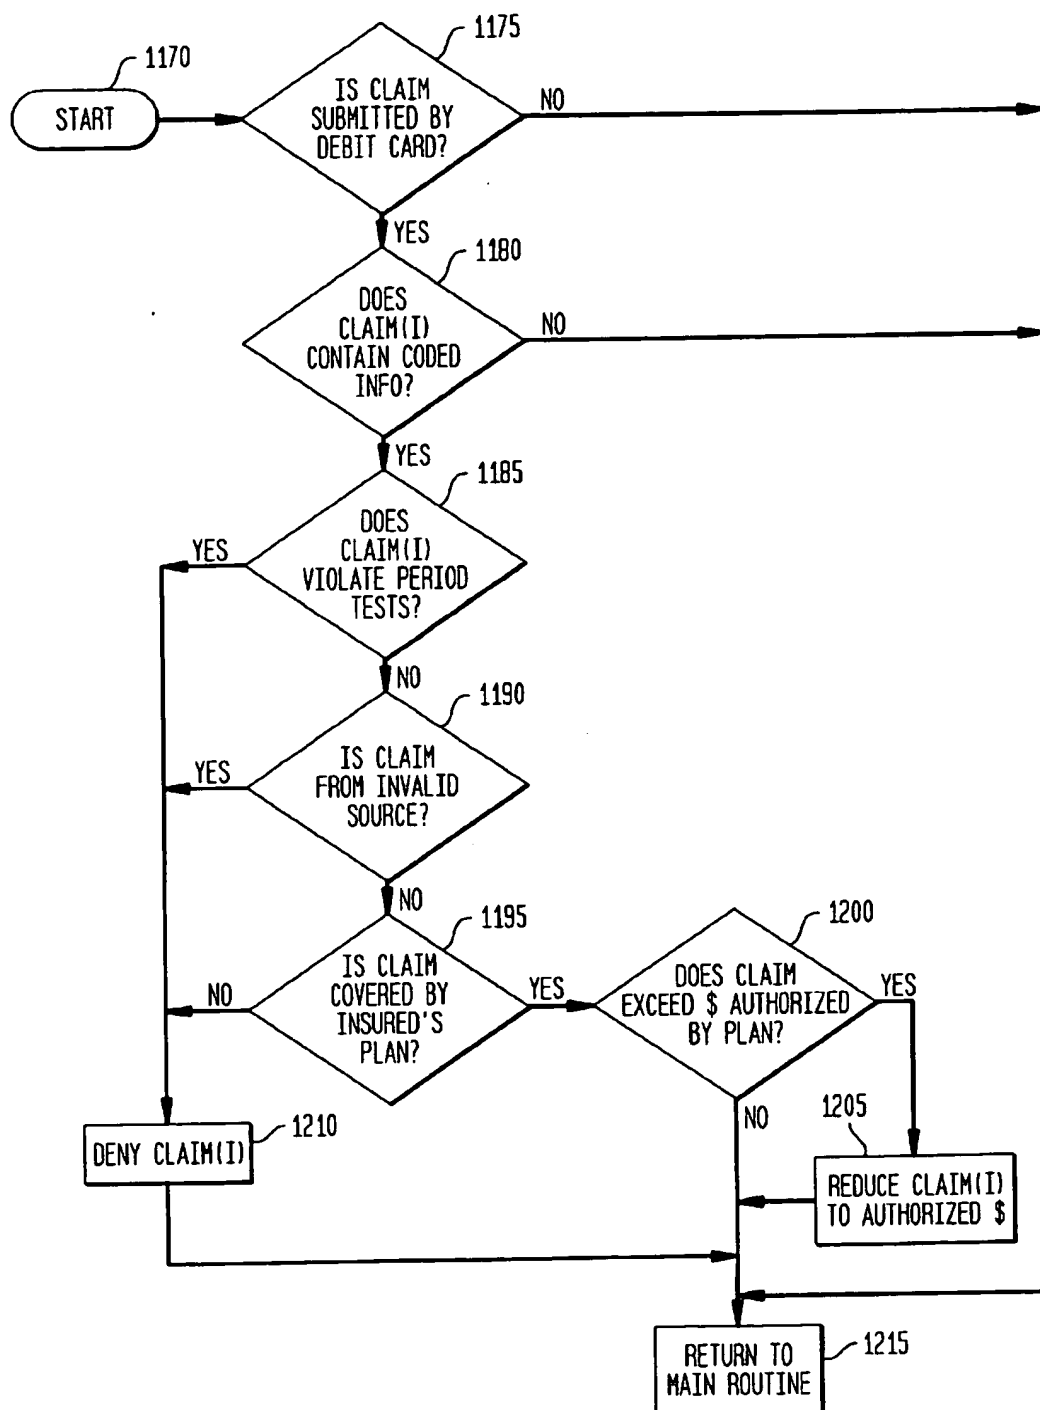 1170
START
1175
IS CLAIM
SUBMITTED BY
DEBIT CARD?
NO
YES
1180
DOES
CLAIM(I)
CONTAIN CODED
INFO?
NO
YES
1185
DOES
CLAIM(I)
VIOLATE PERIOD
TESTS?
YES
NO
1190
IS CLAIM
FROM INVALID
SOURCE?
YES
NO
1195
IS CLAIM
COVERED BY
INSURED'S
PLAN?
NO
YES
1200
DOES CLAIM
EXCEED $ AUTHORIZED
BY PLAN?
YES
NO
1205
REDUCE CLAIM(I)
TO AUTHORIZED $
1210
DENY CLAIM(I)
1215
RETURN TO
MAIN ROUTINE